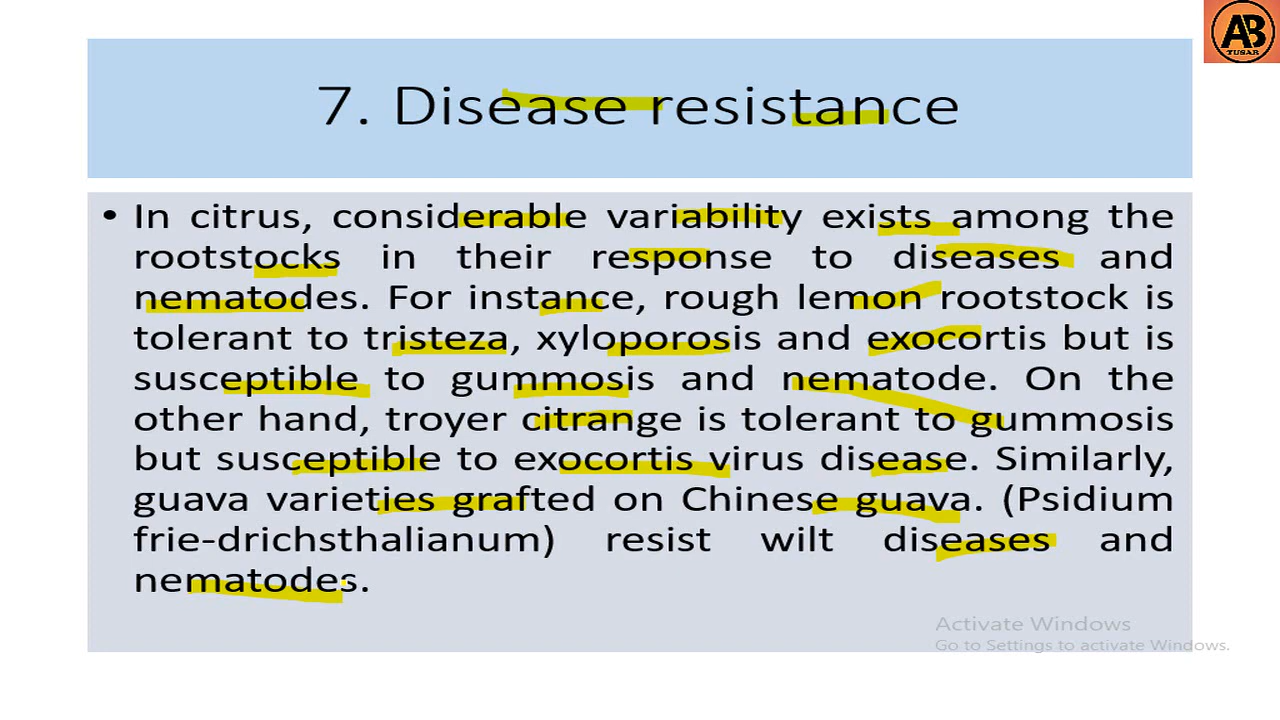 AB
TUSAR
7. Disease resistance
• In citrus, considerable variability exists among the
rootstocks in their response to diseases and
nematodes. For instance, rough lemon rootstock is
tolerant to tristeza, xyloporosis and exocortis but is
susceptible to gummosis and nematode. On the
other hand, troyer citrange is tolerant to gummosis
but susceptible to exocortis virus disease. Similarly,
guava varieties grafted on Chinese guava. (Psidium
frie-drichsthalianum) resist wilt diseases and
nematodes.
Activate Windows
Go to Settings to activate Windows.